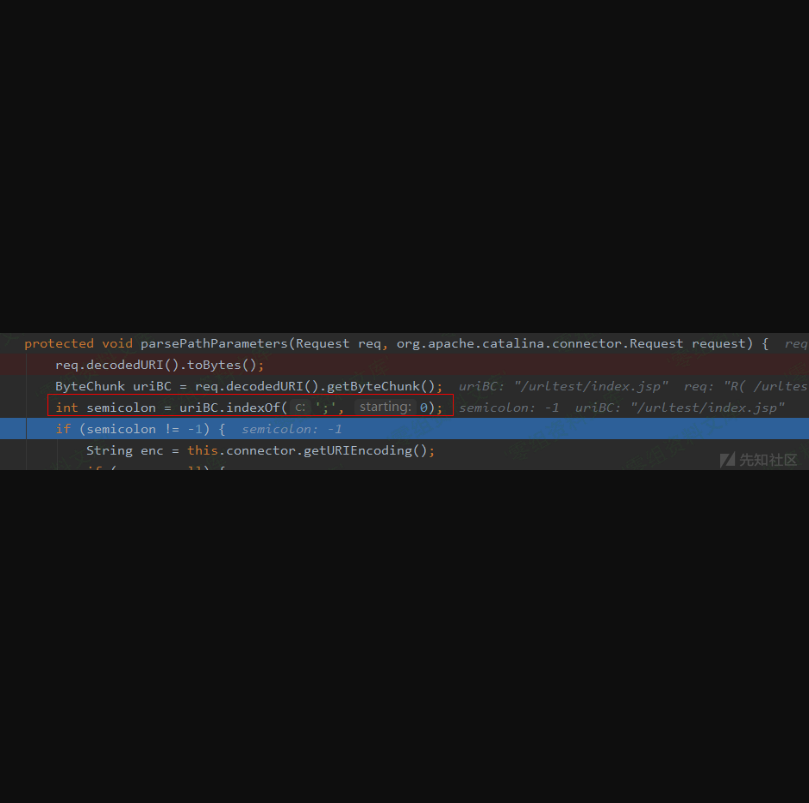 protected void parsePathParameters(Request req, org.apache.catalina.connector.Request request) { req
req.decodedURI().toBytes();
ByteChunk uriBC = req.decodedURI().getByteChunk(); uriBC: "/urltest/index.jsp" req: "R( /urltes
int semicolon = uriBC.indexOf( c: ';', starting: 0); semicolon: -1 uriBC: "/urltest/index.jsp"
if (semicolon != -1) { semicolon: -1
String enc = this.connector.getURIEncoding();
先知社区